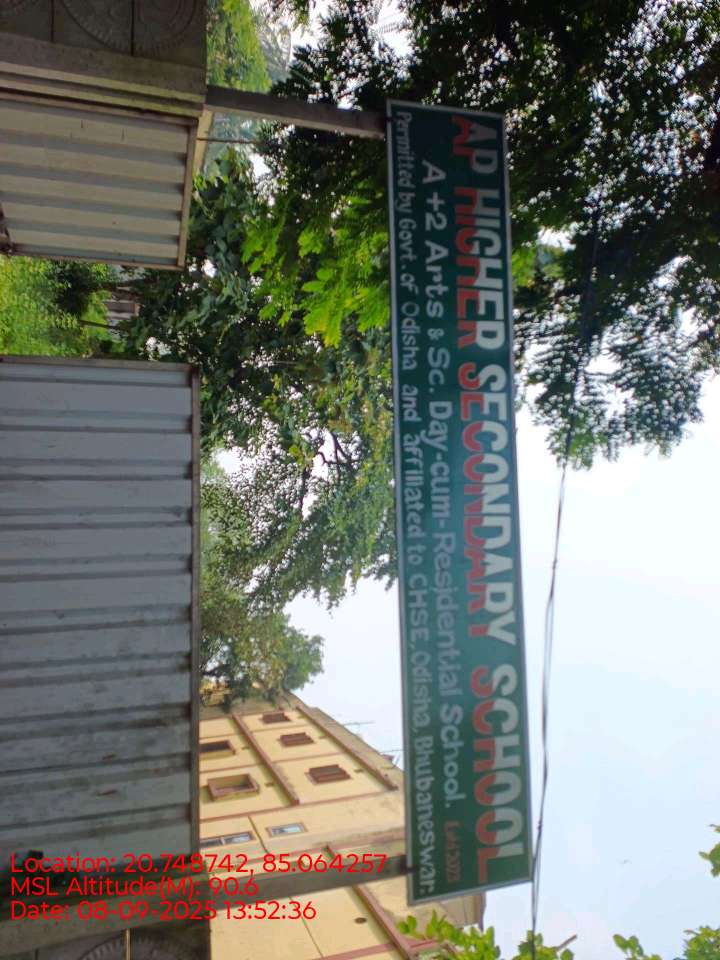 AP HIGHER SECONDARY SCHOOL
A +2 Arts & Sc. Day-cum-Residential School.
Permitted by Govt. of Odisha and affiliated to CHSE, Odisha, Bhubaneswar.
Location: 20.748742, 85.064257
MSL Altitude(M): 90.6
Date: 08-09-2025 13:52:36